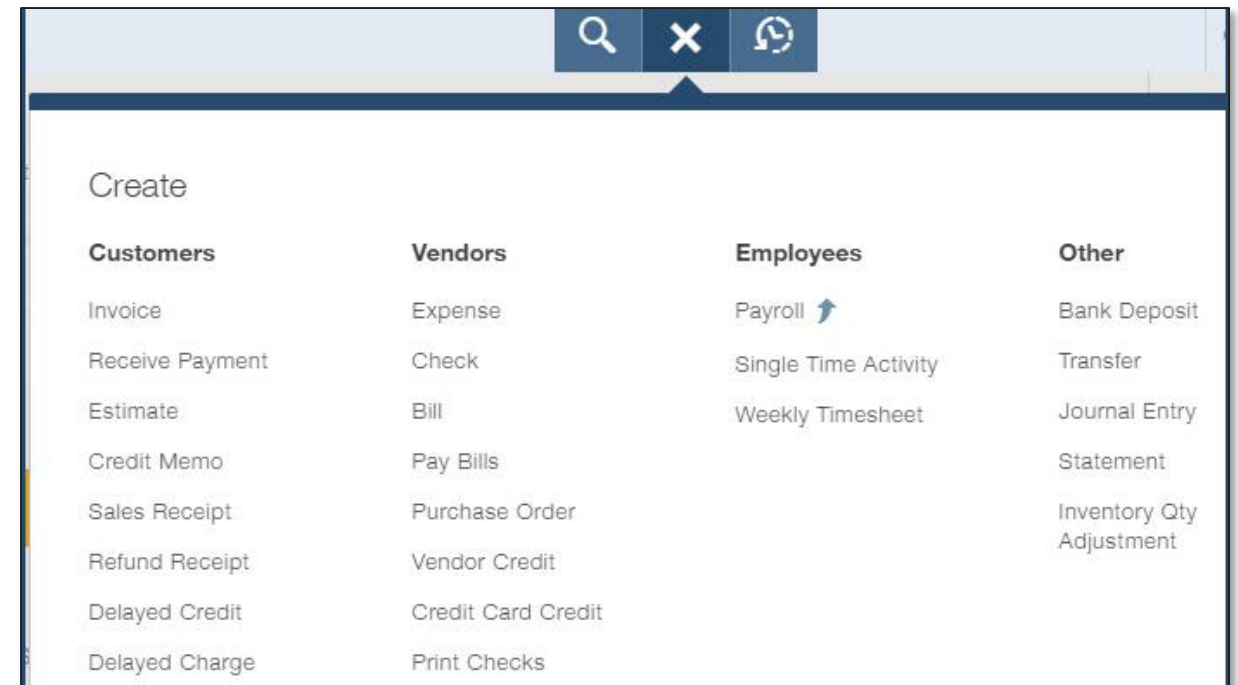 Create
Customers
Invoice
Receive Payment
Estimate
Credit Memo
Sales Receipt
Refund Receipt
Delayed Credit
Delayed Charge
Vendors
Expense
Check
Bill
Pay Bills
Purchase Order
Vendor Credit
Credit Card Credit
Print Checks
Employees
Payroll
Single Time Activity
Weekly Timesheet
Other
Bank Deposit
Transfer
Journal Entry
Statement
Inventory Qty
Adjustment